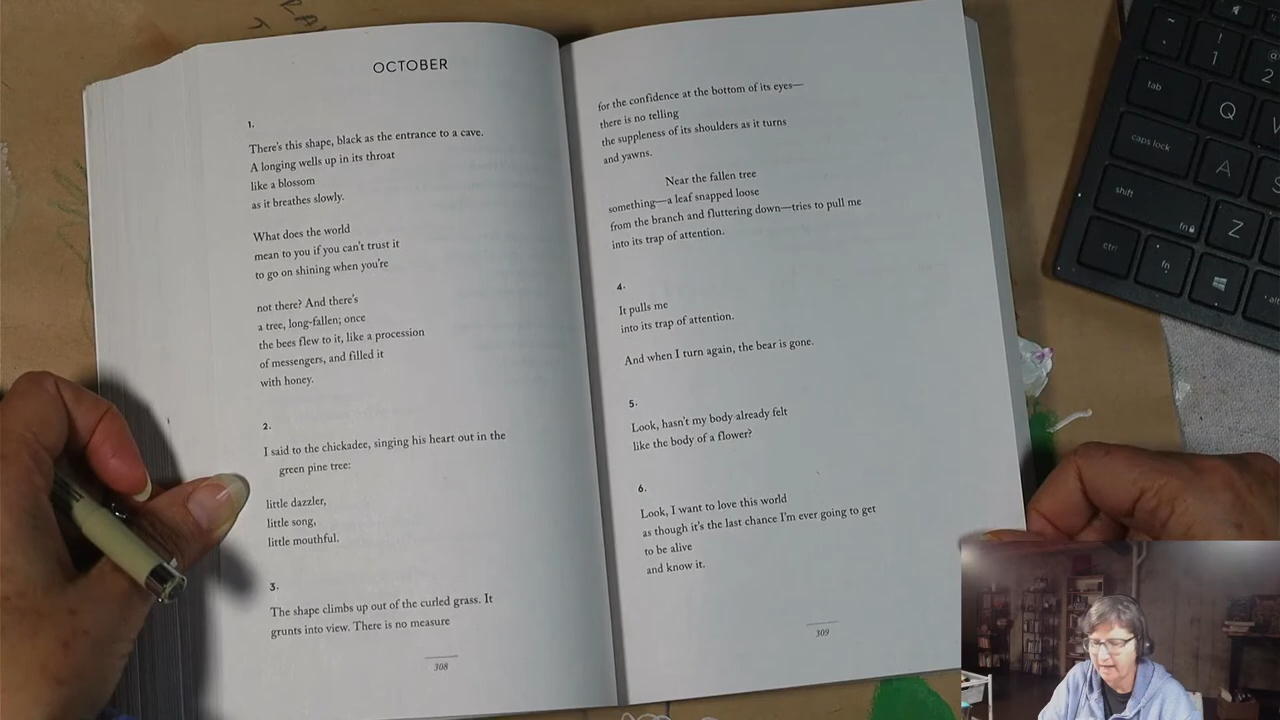 OCTOBER
1.
There's this shape, black as the entrance to a cave.
A longing wells up in its throat
like a blossom
as it breathes slowly.
What does the world
mean to you if you can't trust it
to go on shining when you're
not there? And there's
a tree, long-fallen; once
the bees flew to it, like a procession
of messengers, and filled it
with honey.
2.
I said to the chickadee, singing his heart out in the
green pine tree:
little dazzler,
little song,
little mouthful.
3.
The shape climbs up out of the curled grass. It
grunts into view. There is no measure
308
for the confidence at the bottom of its eyes—
there is no telling
the suppleness of its shoulders as it turns
and yawns.
Near the fallen tree
something—a leaf snapped loose
from the branch and fluttering down—tries to pull me
into its trap of attention.
4.
It pulls me
into its trap of attention.
And when I turn again, the bear is gone.
5.
Look, hasn't my body already felt
like the body of a flower?
6.
Look, I want to love this world
as though it's the last chance I'm ever going to get
to be alive
and know it.
309
~
`
!
1
@
2
tab
Q
caps lock
A
S
shift
fn
Z
ctrl
fn
alt